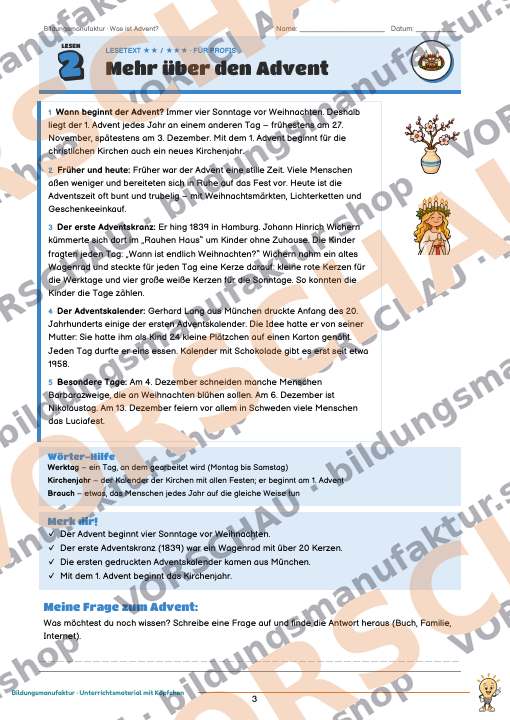 Bildungsmanufaktur · Was ist Advent?
Name: Datum:
LESEN
2
LESETEXT ★★ / ★★★ · FÜR PROFIS
Mehr über den Advent
1 Wann beginnt der Advent? Immer vier Sonntage vor Weihnachten. Deshalb
liegt der 1. Advent jedes Jahr an einem anderen Tag – frühestens am 27.
November, spätestens am 3. Dezember. Mit dem 1. Advent beginnt für die
christlichen Kirchen auch ein neues Kirchenjahr.
2 Früher und heute: Früher war der Advent eine stille Zeit. Viele Menschen
aßen weniger und bereiteten sich in Ruhe auf das Fest vor. Heute ist die
Adventszeit oft bunt und trubelig – mit Weihnachtsmärkten, Lichterketten und
Geschenkeeinkauf.
3 Der erste Adventskranz: Er hing 1839 in Hamburg. Johann Hinrich Wichern
kümmerte sich dort im „Rauhen Haus“ um Kinder ohne Zuhause. Die Kinder
fragten jeden Tag: „Wann ist endlich Weihnachten?“ Wichern nahm ein altes
Wagenrad und steckte für jeden Tag eine Kerze darauf: kleine rote Kerzen für
die Werktage und vier große weiße Kerzen für die Sonntage. So konnten die
Kinder die Tage zählen.
4 Der Adventskalender: Gerhard Lang aus München druckte Anfang des 20.
Jahrhunderts einige der ersten Adventskalender. Die Idee hatte er von seiner
Mutter: Sie hatte ihm als Kind 24 kleine Plätzchen auf einen Karton genäht.
Jeden Tag durfte er eins essen. Kalender mit Schokolade gibt es erst seit etwa
1958.
5 Besondere Tage: Am 4. Dezember schneiden manche Menschen
Barbarazweige, die an Weihnachten blühen sollen. Am 6. Dezember ist
Nikolaustag. Am 13. Dezember feiern vor allem in Schweden viele Menschen
das Luciafest.
Wörter-Hilfe
Werktag – ein Tag, an dem gearbeitet wird (Montag bis Samstag)
Kirchenjahr – der Kalender der Kirchen mit allen Festen; er beginnt am 1. Advent
Brauch – etwas, das Menschen jedes Jahr auf die gleiche Weise tun
Merk dir!
✓ Der Advent beginnt vier Sonntage vor Weihnachten.
✓ Der erste Adventskranz (1839) war ein Wagenrad mit über 20 Kerzen.
✓ Die ersten gedruckten Adventskalender kamen aus München.
✓ Mit dem 1. Advent beginnt das Kirchenjahr.
Meine Frage zum Advent:
Was möchtest du noch wissen? Schreibe eine Frage auf und finde die Antwort heraus (Buch, Familie,
Internet).
Bildungsmanufaktur · Unterrichtsmaterial mit Köpfchen
3
VORSCHAU · bildungsmanufaktur.shop